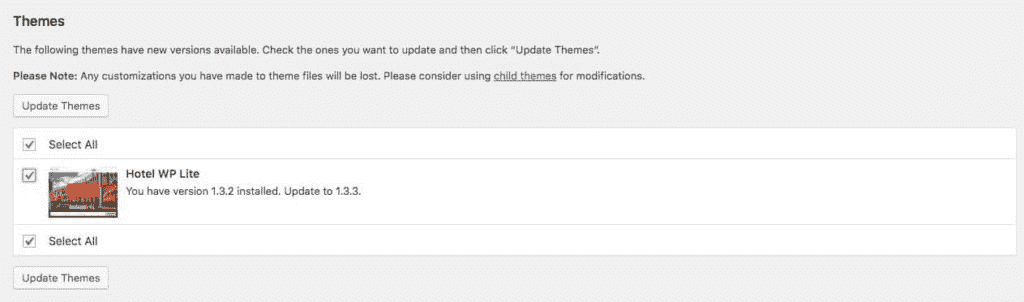 Themes
The following themes have new versions available. Check the ones you want to update and then click “Update Themes”.
Please Note: Any customizations you have made to theme files will be lost. Please consider using child themes for modifications.
Update Themes
Select All
Hotel WP Lite
You have version 1.3.2 installed. Update to 1.3.3.
Select All
Update Themes